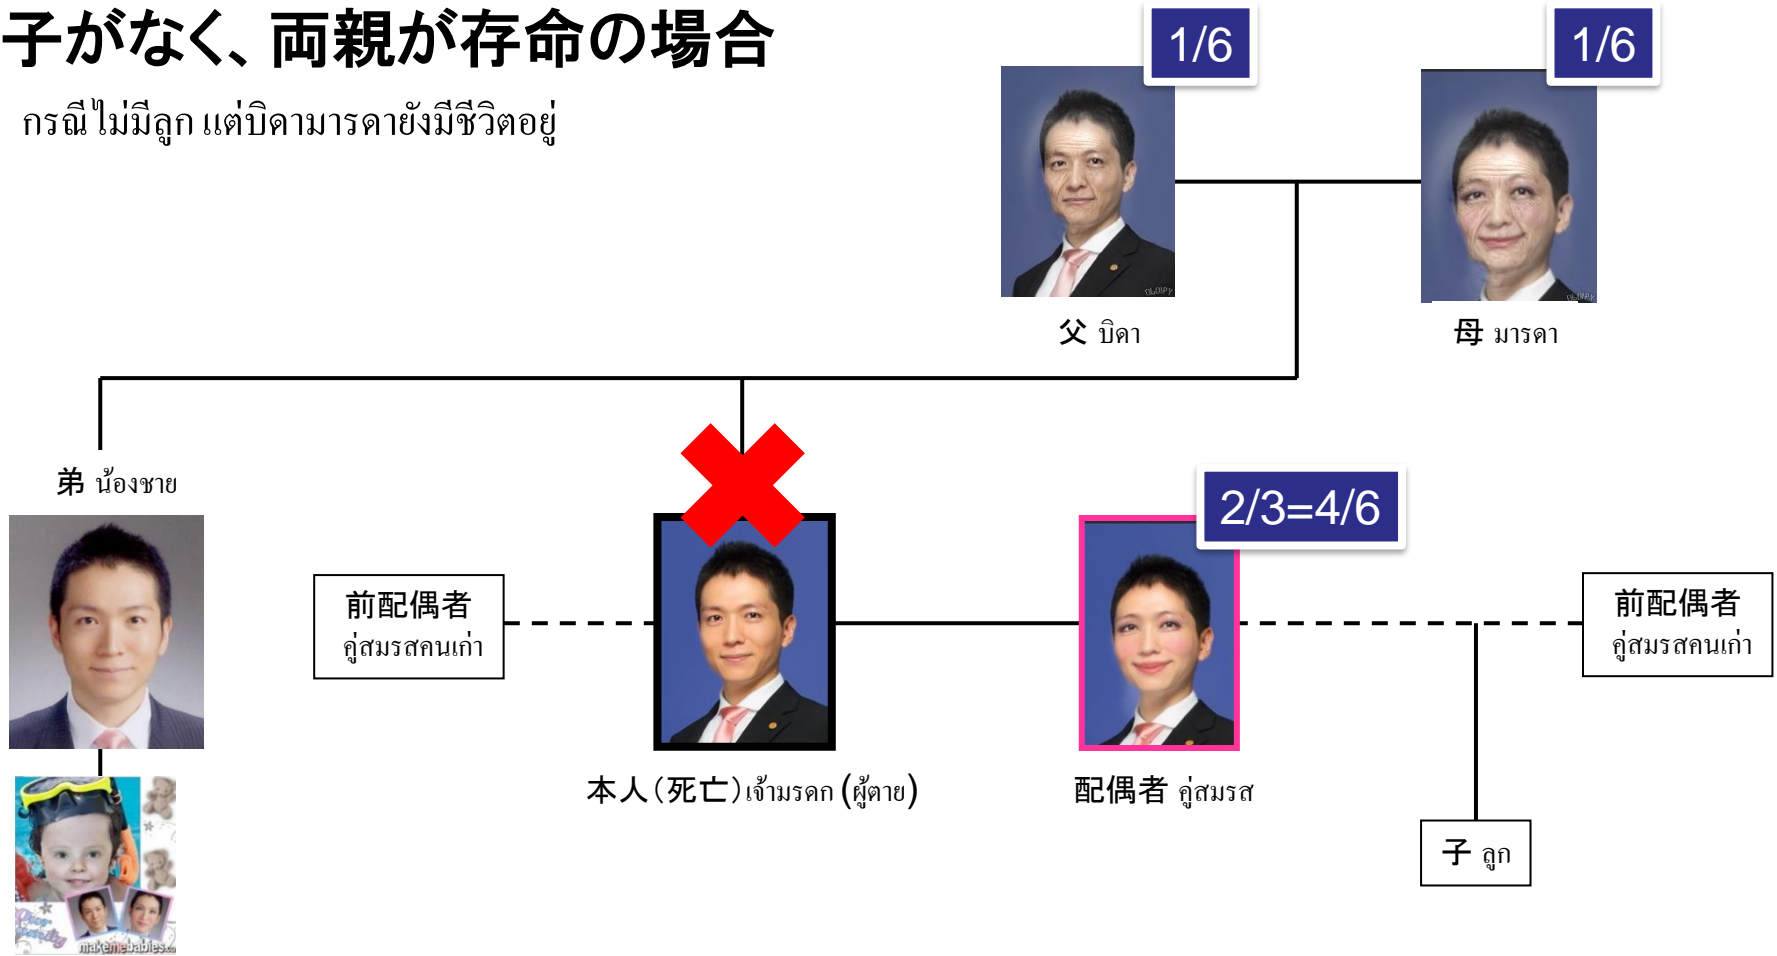 子がなく、両親が存命の場合
กรณีไม่มีลูก แต่บิดามารดายังมีชีวิตอยู่
1/6
1/6
父 บิดา
母 มารดา
弟 น้องชาย
2/3=4/6
前配偶者
คู่สมรสคนเก่า
前配偶者
คู่สมรสคนเก่า
本人（死亡）เจ้ามรดก (ผู้ตาย)
配偶者 คู่สมรส
子 ลูก
makemebabies.com